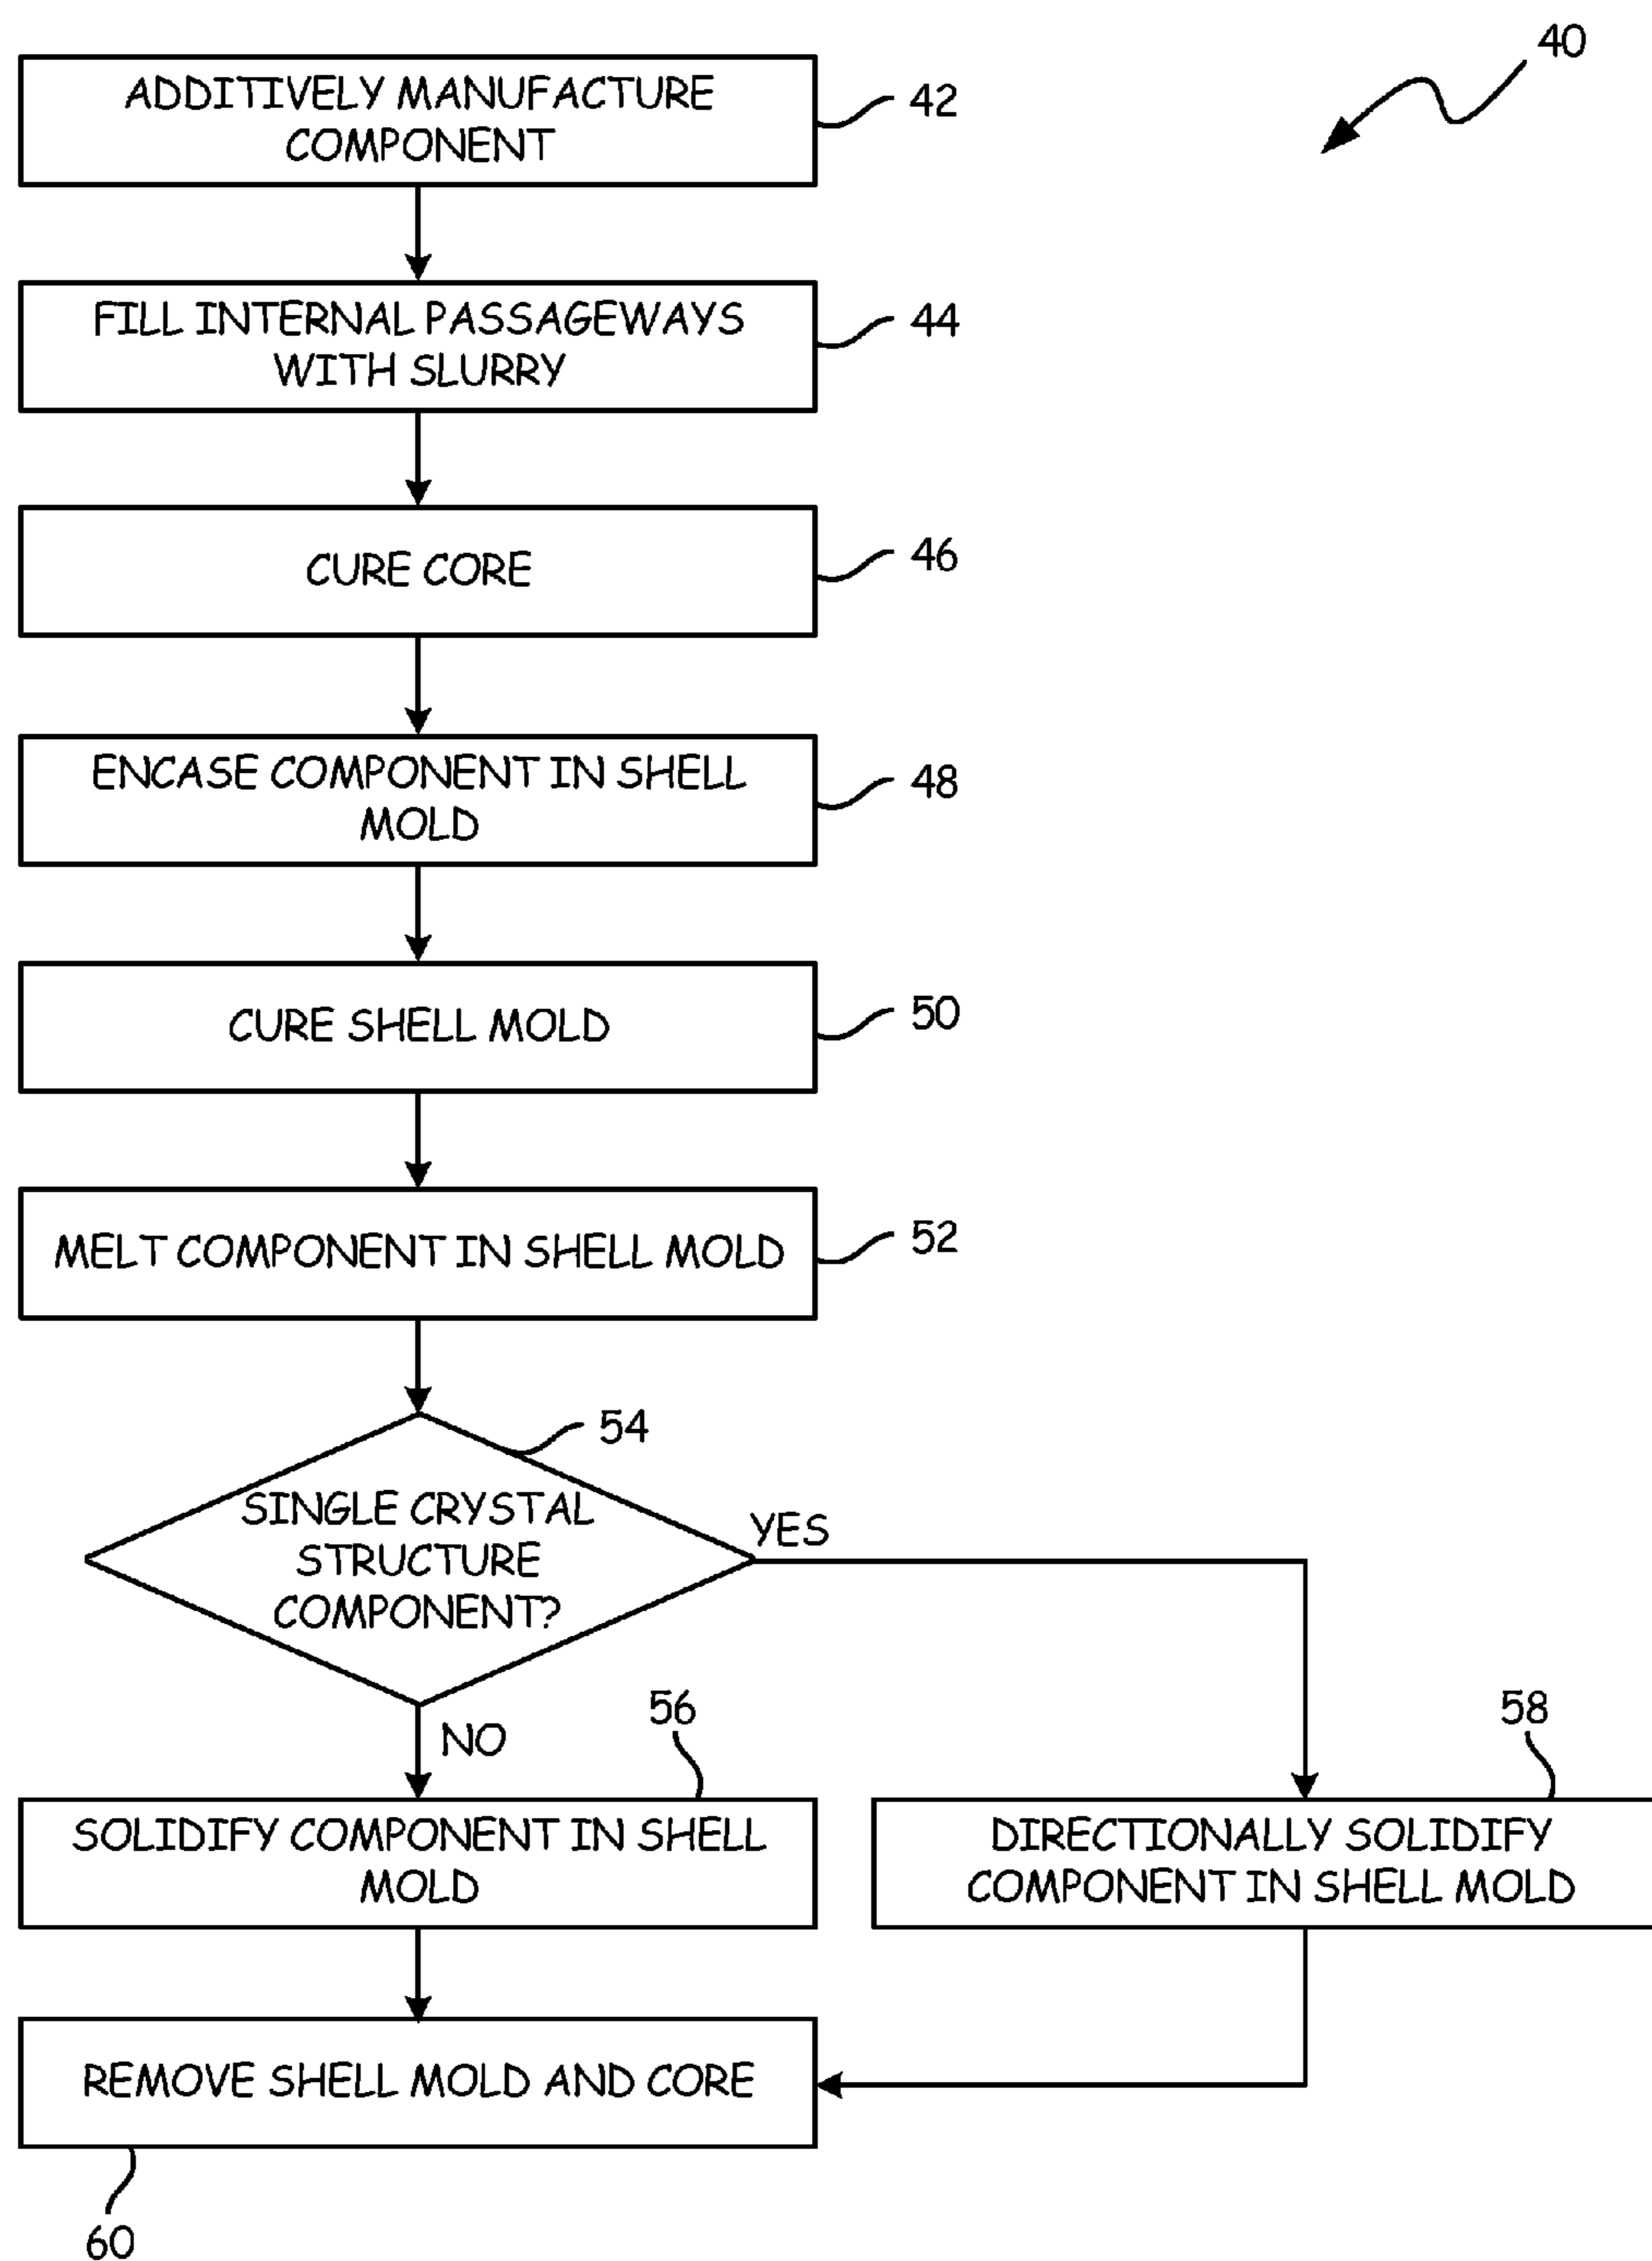 40
ADDITIVELY MANUFACTURE
COMPONENT
42
FILL INTERNAL PASSAGEWAYS
WITH SLURRY
44
CURE CORE
46
ENCASE COMPONENT IN SHELL
MOLD
48
CURE SHELL MOLD
50
MELT COMPONENT IN SHELL MOLD
52
54
SINGLE CRYSTAL
STRUCTURE
COMPONENT?
YES
NO
56
SOLIDIFY COMPONENT IN SHELL
MOLD
58
DIRECTIONALLY SOLIDIFY
COMPONENT IN SHELL MOLD
REMOVE SHELL MOLD AND CORE
60